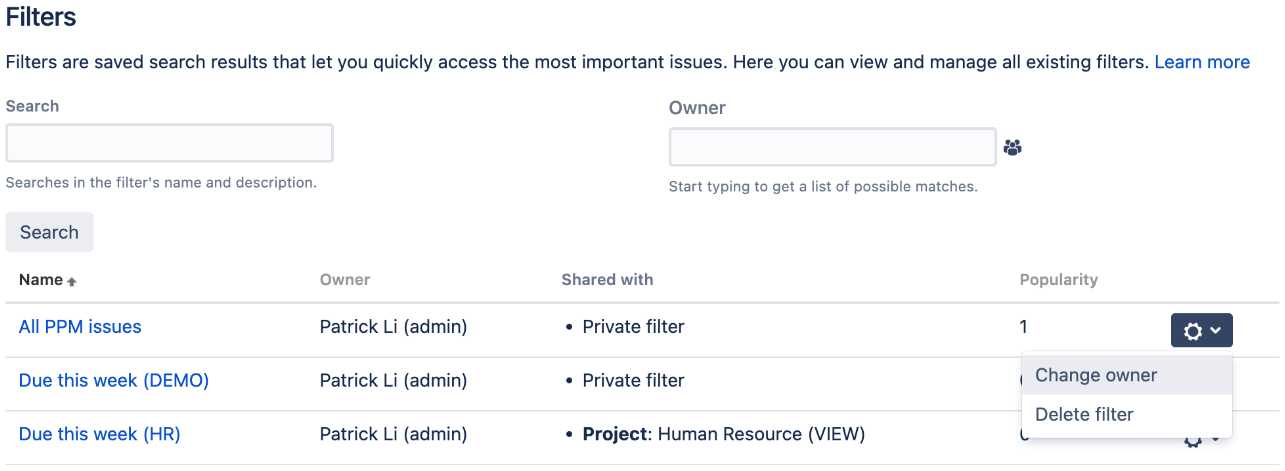 Filters
Filters are saved search results that let you quickly access the most important issues. Here you can view and manage all existing filters. Learn more
Search
Owner
Searches in the filter's name and description.
Start typing to get a list of possible matches.
Search
Name Owner Shared with Popularity
All PPM issues Patrick Li (admin) • Private filter 1
Change owner
Due this week (DEMO) Patrick Li (admin) • Private filter
Delete filter
Due this week (HR) Patrick Li (admin) • Project: Human Resource (VIEW)